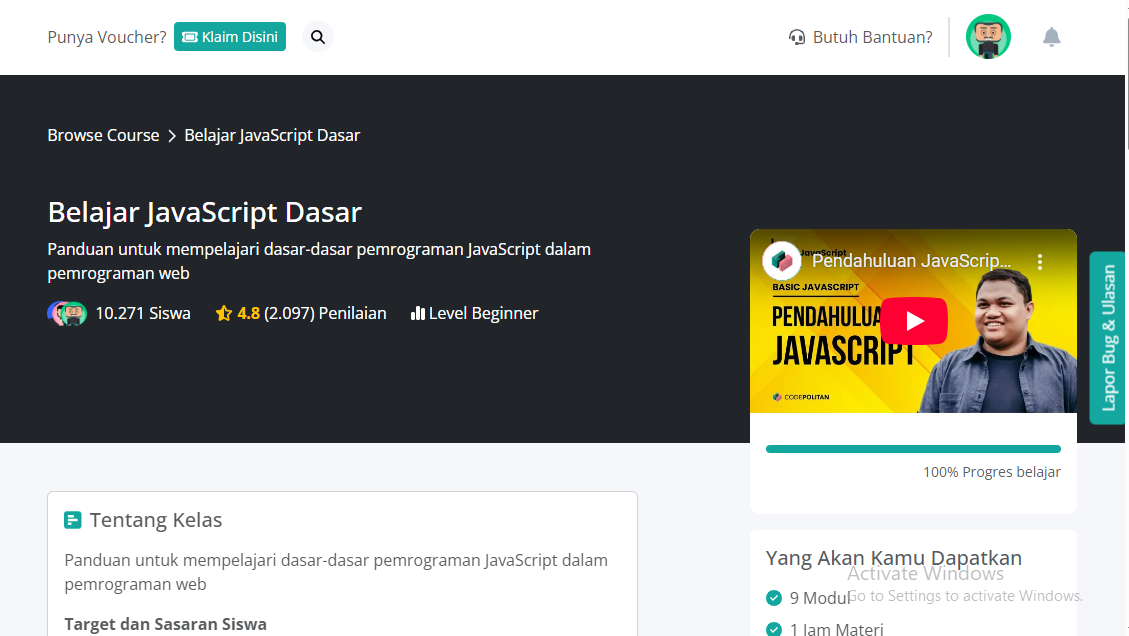 Punya Voucher?
Klaim Disini
Butuh Bantuan?
Browse Course
Belajar JavaScript Dasar
Belajar JavaScript Dasar
Panduan untuk mempelajari dasar-dasar pemrograman JavaScript dalam
pemrograman web
10.271 Siswa
4.8 (2.097) Penilaian
Level Beginner
JavaScript
Pendahuluan JavaScrip...
BASIC JAVASCRIPT
PENDAHULUA
JAVASCRIPT
CODEPOLITAN
Lapor Bug & Ulasan
100% Progres belajar
Tentang Kelas
Panduan untuk mempelajari dasar-dasar pemrograman JavaScript dalam
pemrograman web
Target dan Sasaran Siswa
Yang Akan Kamu Dapatkan
9 Modul
1 Jam Materi
Activate Windows
Go to Settings to activate Windows.